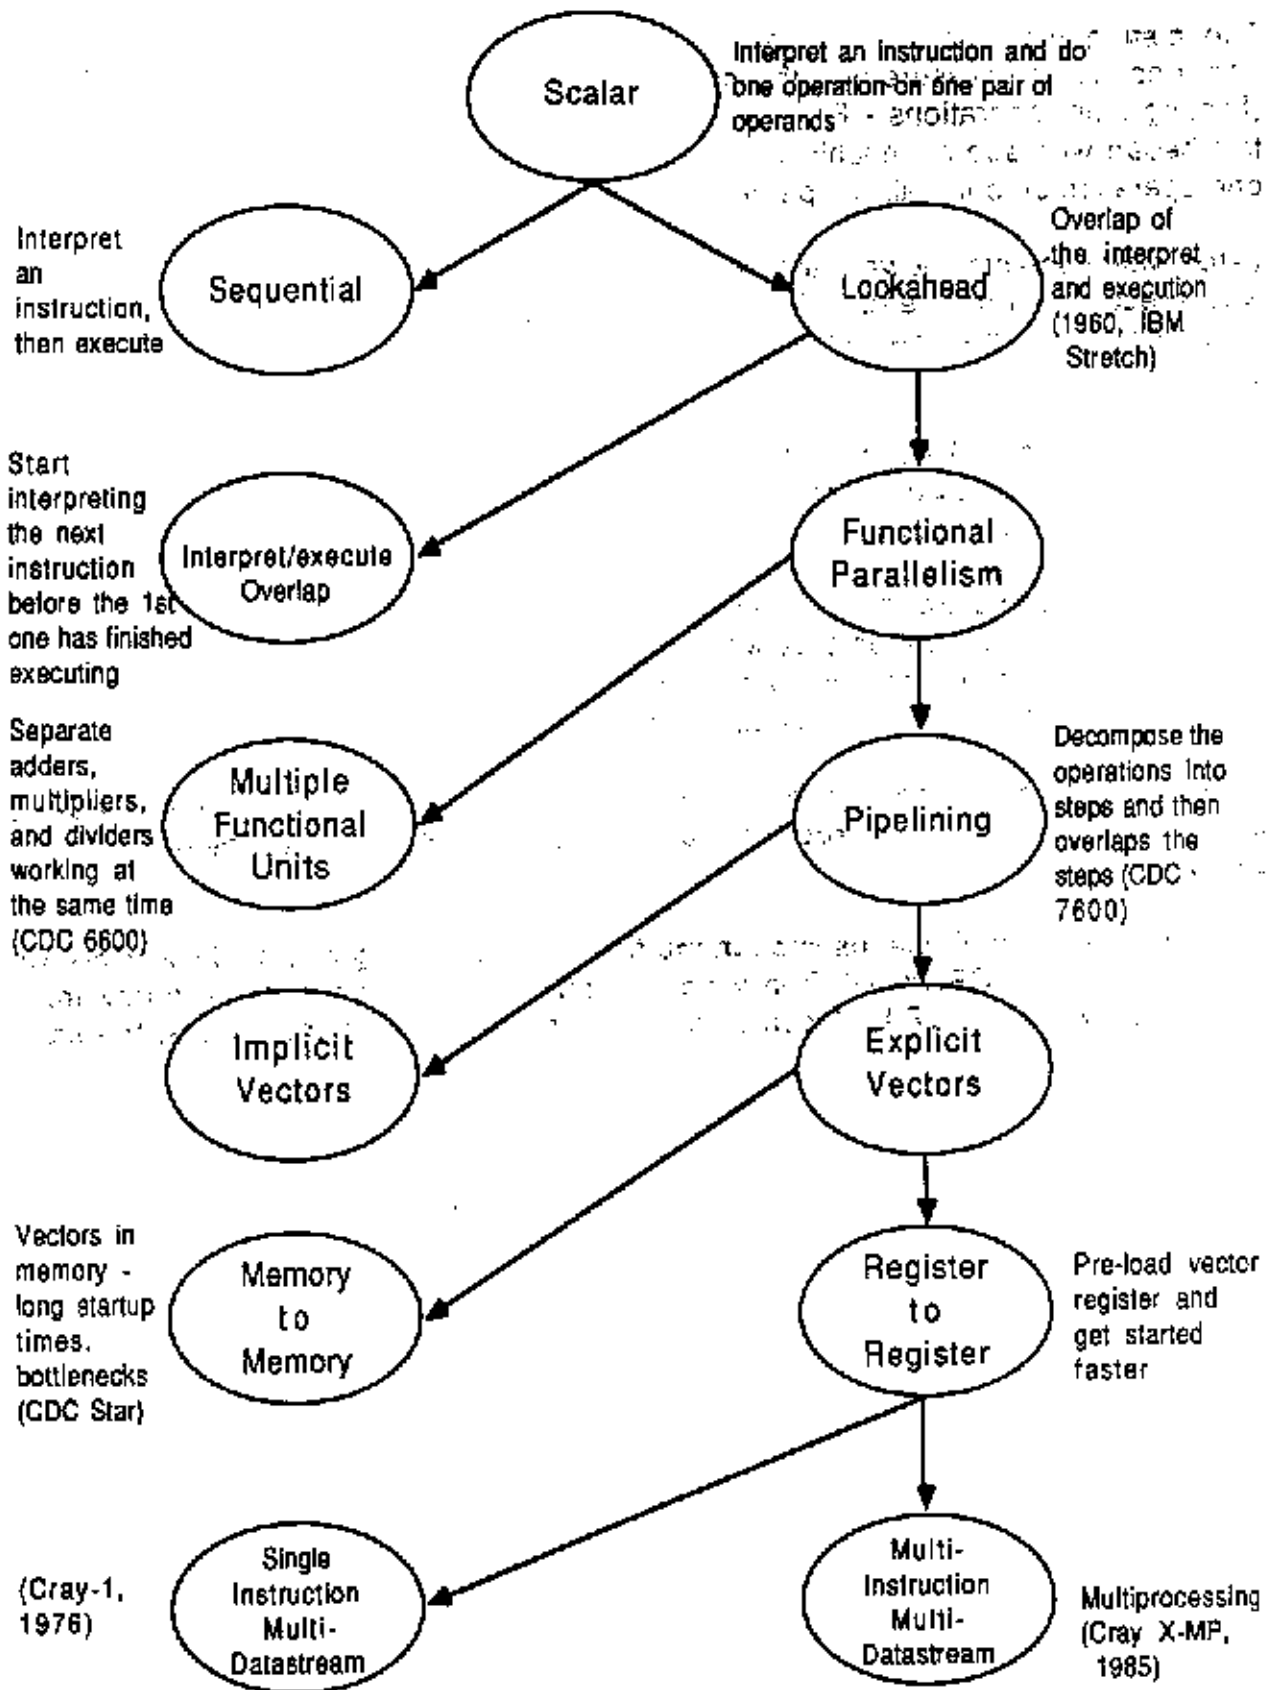 Scalar
Interpret an instruction and do
one operation on one pair of
operands
Interpret
an
instruction,
then execute
Sequential
Lookahead
Overlap of
the interpret
and execution
(1960, IBM
Stretch)
Start
interpreting
the next
instruction
before the 1st
one has finished
executing
Interpret/execute
Overlap
Functional
Parallelism
Separate
adders,
multipliers,
and dividers
working at
the same time
(CDC 6600)
Multiple
Functional
Units
Pipelining
Decompose the
operations into
steps and then
overlaps the
steps (CDC
7600)
Implicit
Vectors
Explicit
Vectors
Vectors in
memory -
long startup
times.
bottlenecks
(CDC Star)
Memory
to
Memory
Register
to
Register
Pre-load vector
register and
get started
faster
(Cray-1,
1976)
Single
Instruction
Multi-
Datastream
Multi-
Instruction
Multi-
Datastream
Multiprocessing
(Cray X-MP,
1985)